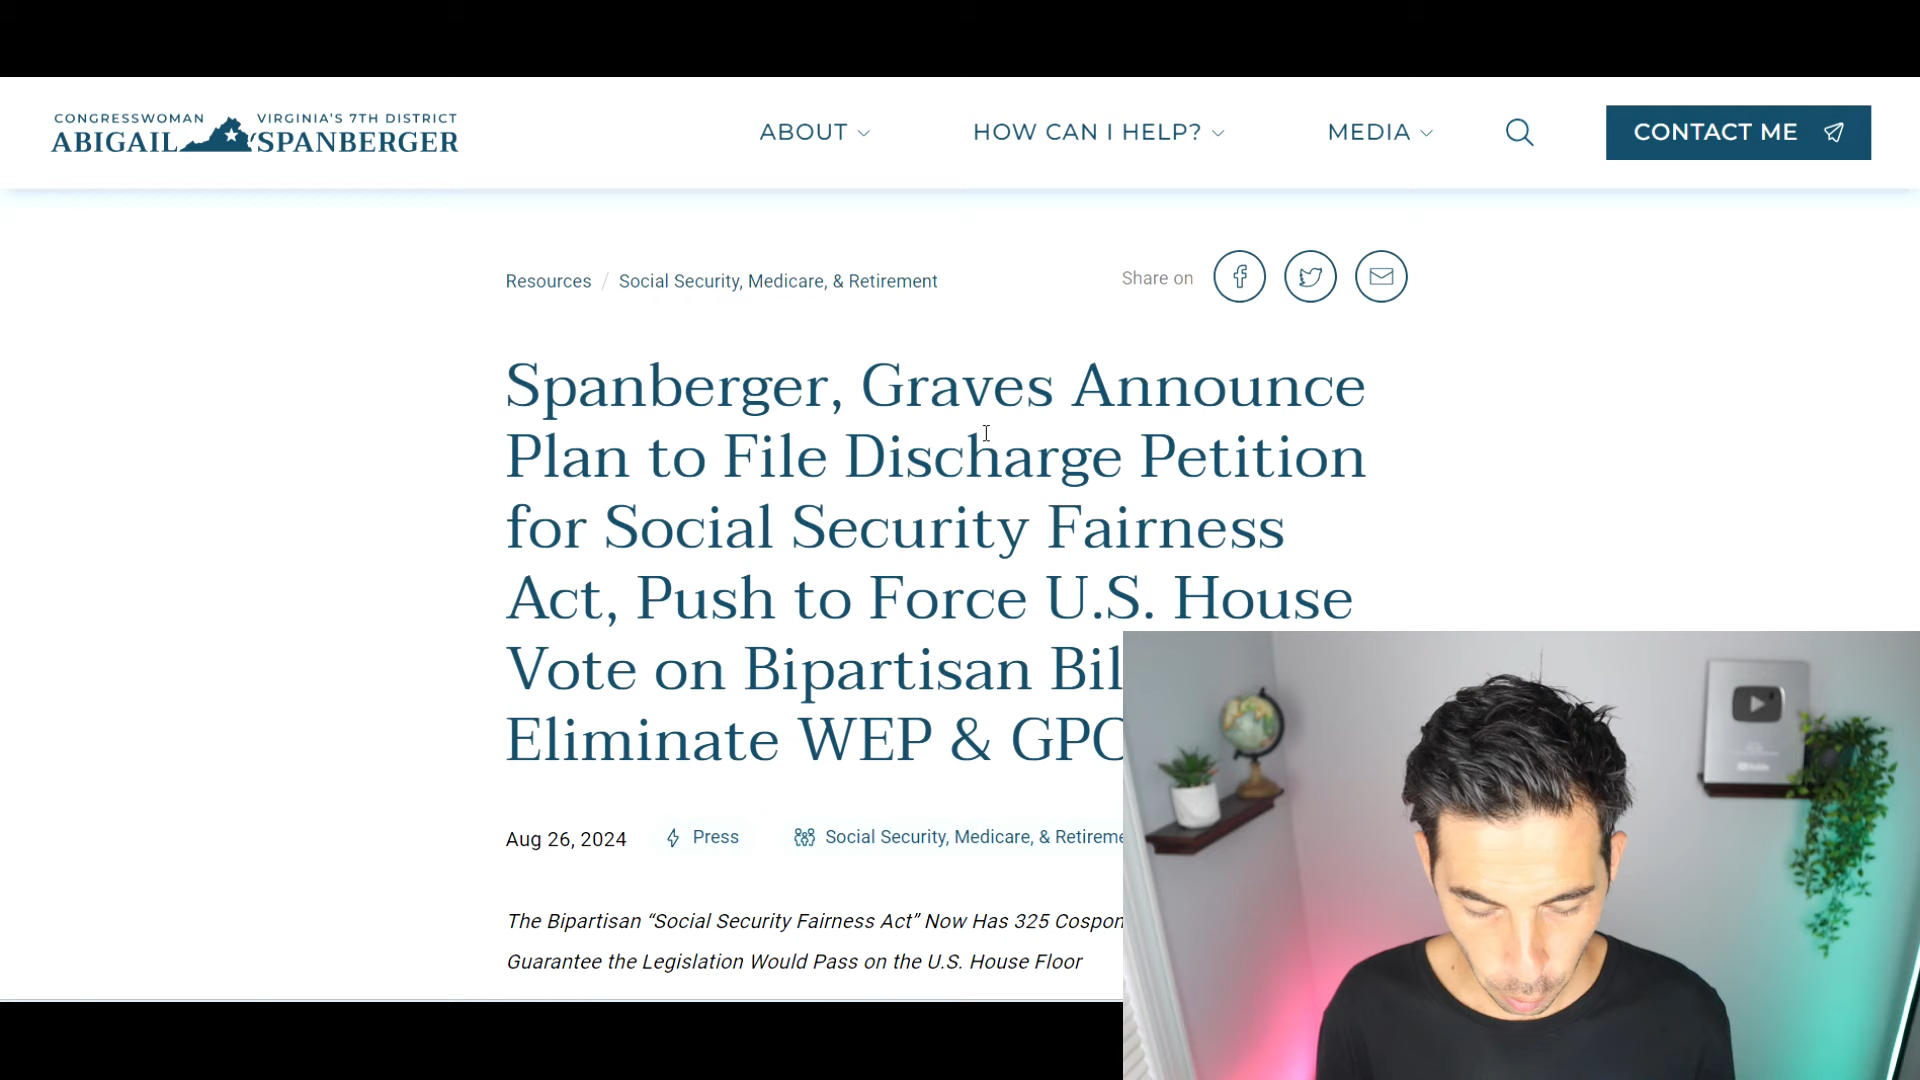 CONGRESSWOMAN VIRGINIA'S 7TH DISTRICT
ABIGAIL SPANBERGER
ABOUT HOW CAN I HELP? MEDIA CONTACT ME
Resources / Social Security, Medicare, & Retirement Share on
Spanberger, Graves Announce
Plan to File Discharge Petition
for Social Security Fairness
Act, Push to Force U.S. House
Vote on Bipartisan Bil
Eliminate WEP & GPO
Aug 26, 2024 Press Social Security, Medicare, & Retireme
The Bipartisan “Social Security Fairness Act” Now Has 325 Cospon
Guarantee the Legislation Would Pass on the U.S. House Floor